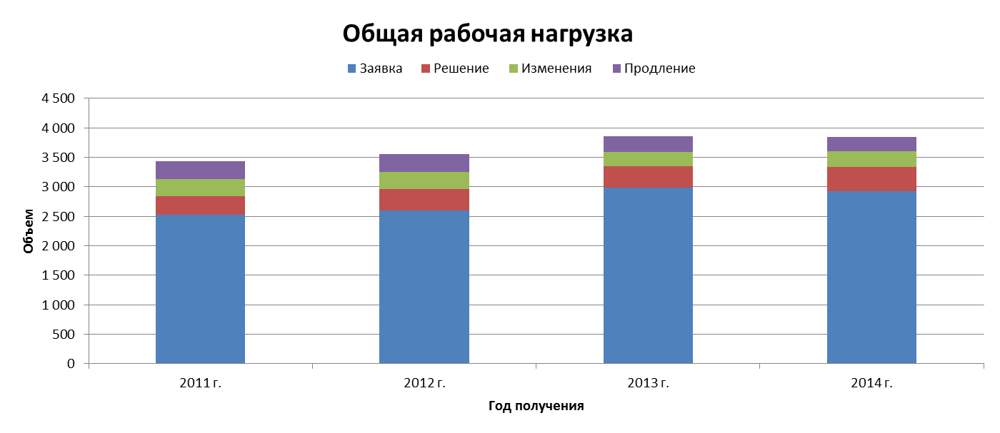 Общая рабочая нагрузка
Заявка Решение Изменения Продление
4 500
4 000
3 500
3 000
2 500
2 000
1 500
1 000
500
0
Объем
2011 г. 2012 г. 2013 г. 2014 г.
Год получения